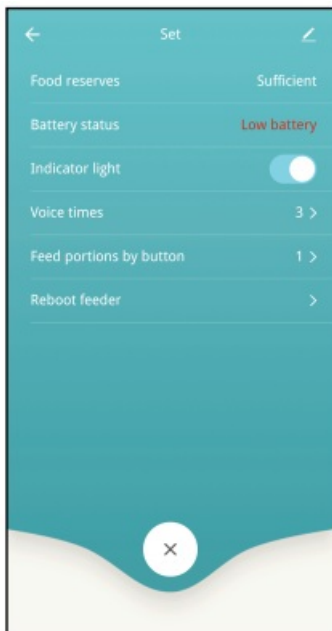 Set
Food reserves Sufficient
Battery status Low battery
Indicator light
Voice times 3 >
Feed portions by button 1 >
Reboot feeder >